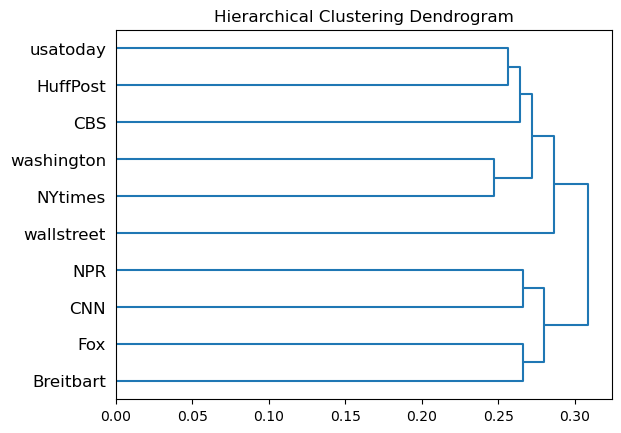 Hierarchical Clustering Dendrogram
usatoday
HuffPost
CBS
washington
NYtimes
wallstreet
NPR
CNN
Fox
Breitbart
0.00 0.05 0.10 0.15 0.20 0.25 0.30